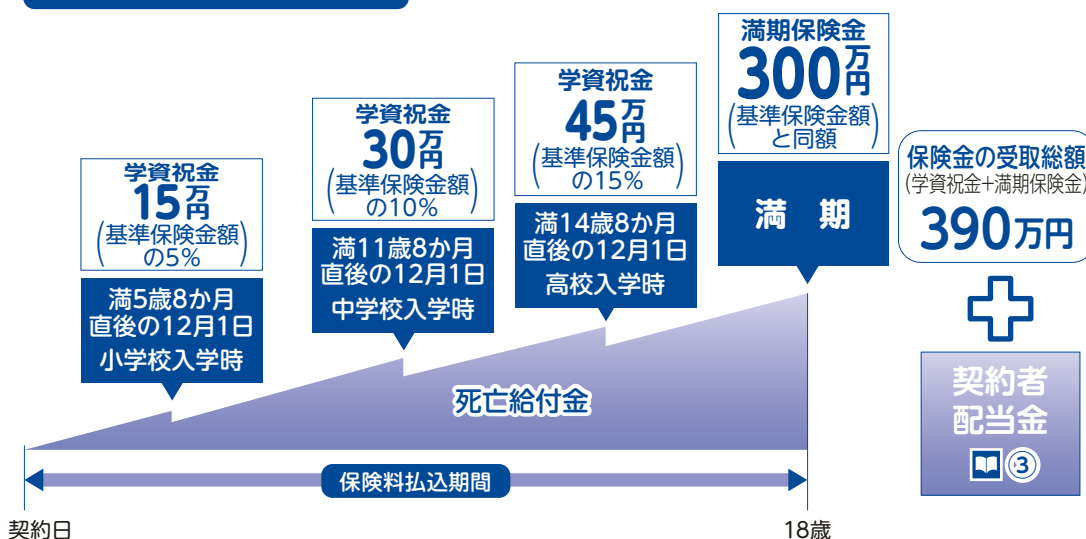 学資祝金
15万円
(基準保険金額
の5%)
満5歳8か月
直後の12月1日
小学校入学時
学資祝金
30万円
(基準保険金額
の10%)
満11歳8か月
直後の12月1日
中学校入学時
学資祝金
45万円
(基準保険金額
の15%)
満14歳8か月
直後の12月1日
高校入学時
満期保険金
300万円
(基準保険金額
と同額)
満 期
保険金の受取総額
(学資祝金+満期保険金)
390万円
契約者
配当金
3
死亡給付金
保険料払込期間
契約日
18歳